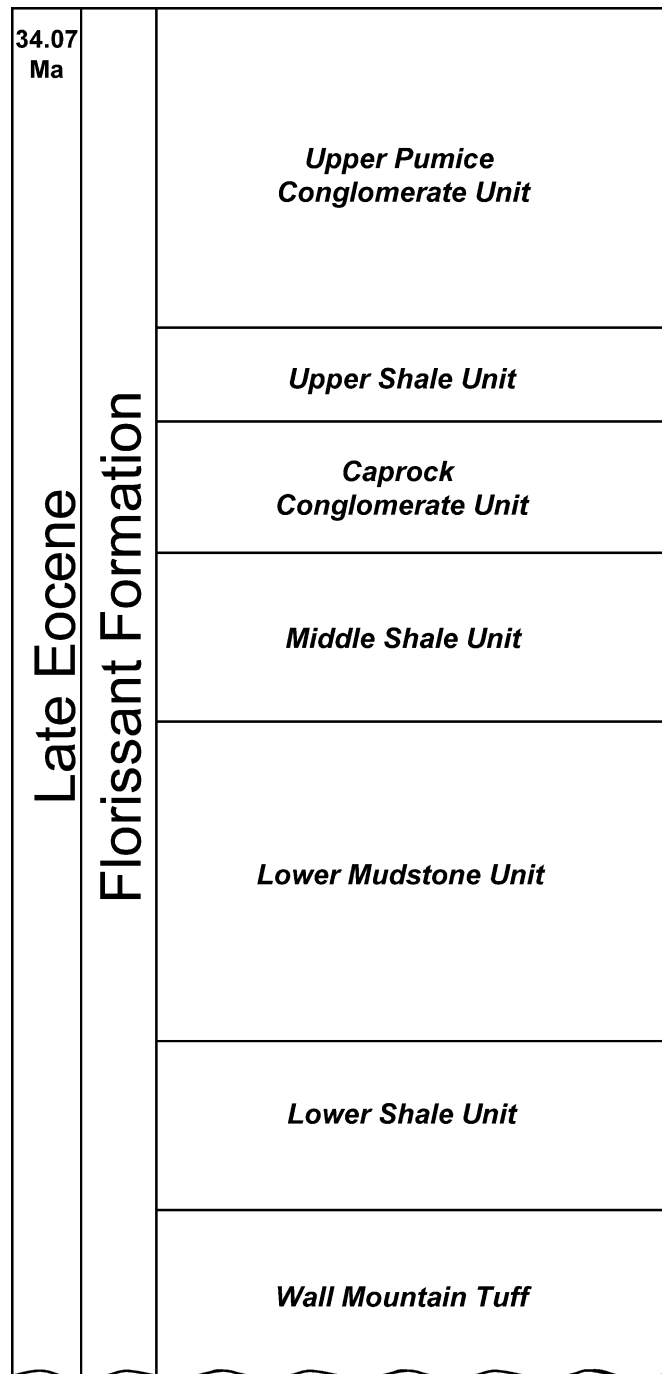 34.07
Ma
Late Eocene
Florissant Formation
Upper Pumice
Conglomerate Unit
Upper Shale Unit
Caprock
Conglomerate Unit
Middle Shale Unit
Lower Mudstone Unit
Lower Shale Unit
Wall Mountain Tuff